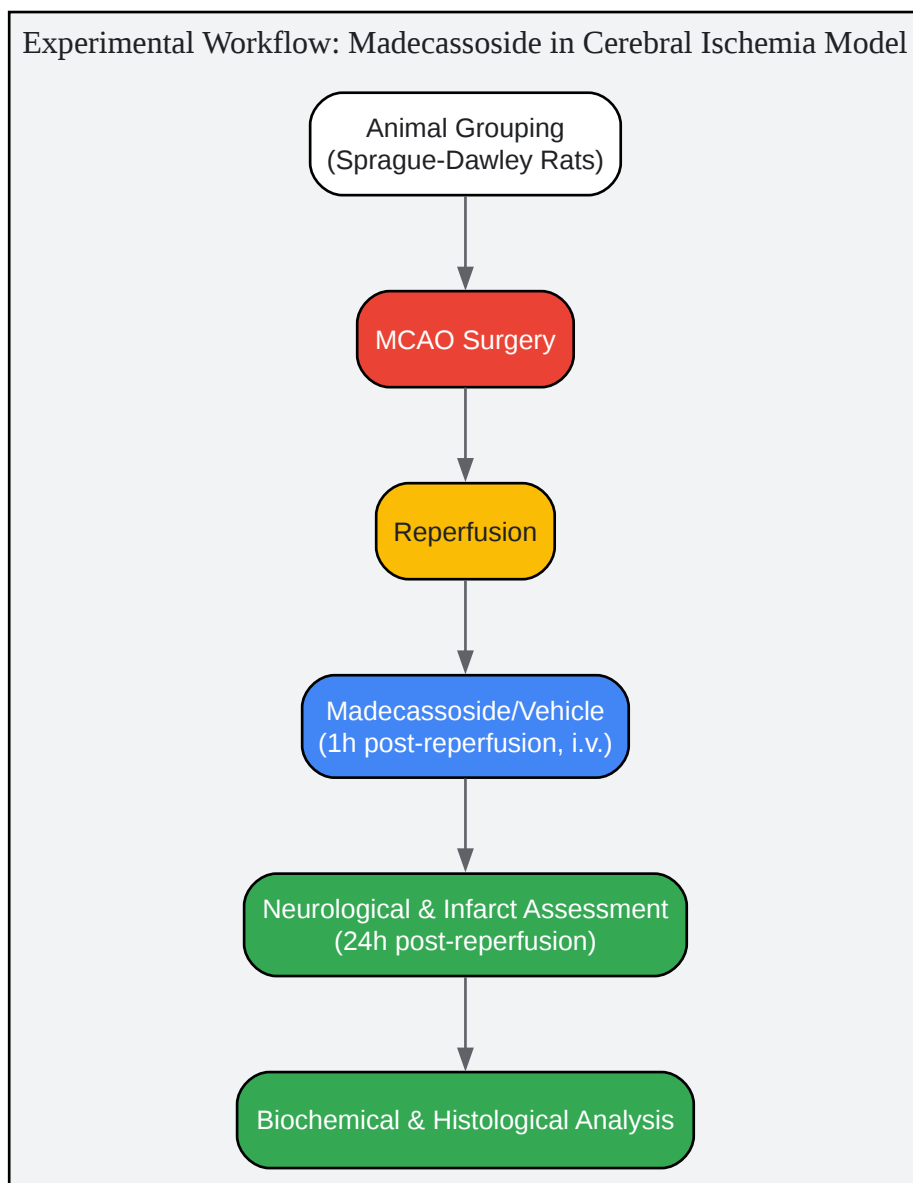 Experimental Workflow: Madecassoside in Cerebral Ischemia Model
Animal Grouping
(Sprague-Dawley Rats)
MCAO Surgery
Reperfusion
Madecassoside/Vehicle
(1h post-reperfusion, i.v.)
Neurological & Infarct Assessment
(24h post-reperfusion)
Biochemical & Histological Analysis